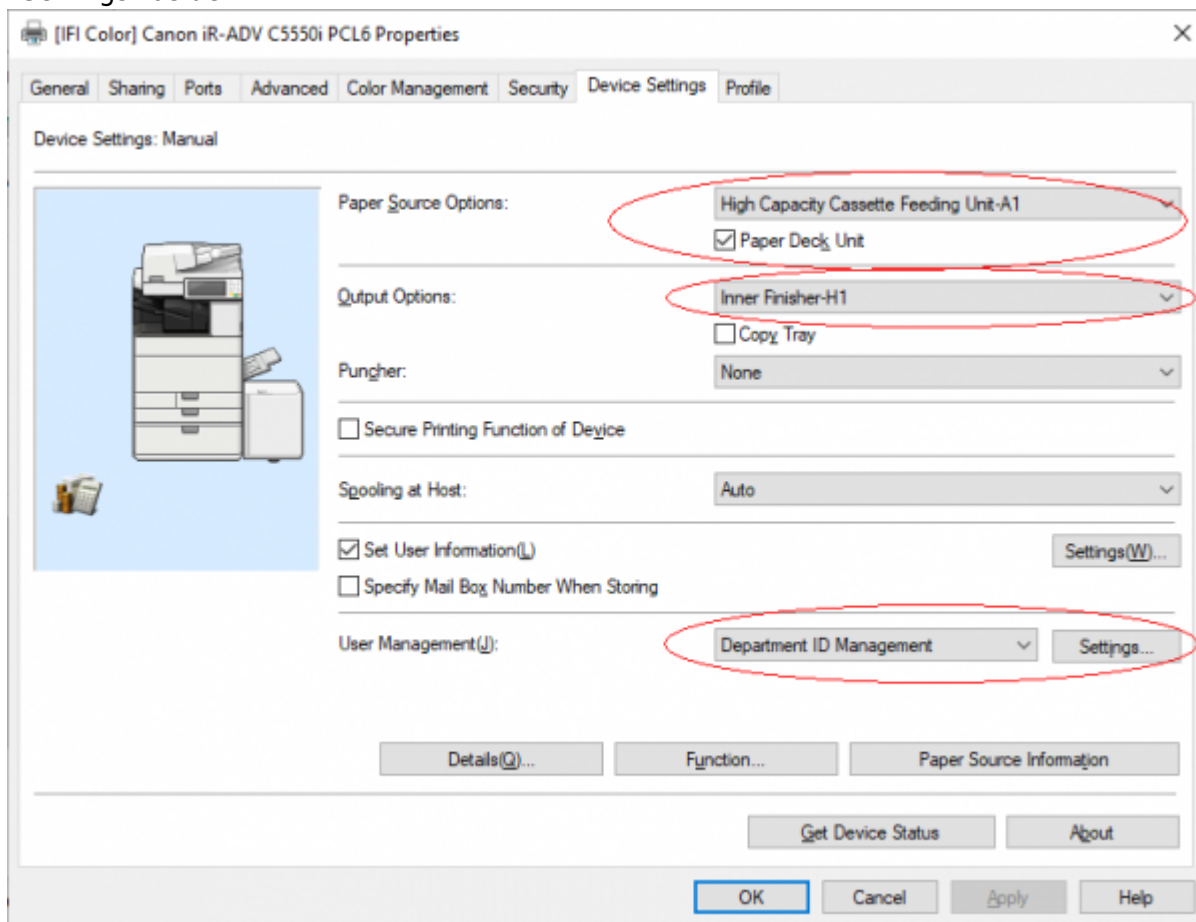 [IFI Color] Canon iR-ADV C5550i PCL6 Properties
General Sharing Ports Advanced Color Management Security Device Settings Profile
Device Settings: Manual
Paper Source Options: High Capacity Cassette Feeding Unit-A1
Paper Deck Unit
Output Options: Inner Finisher-H1
Copy Tray
Puncher: None
Secure Printing Function of Device
Spooling at Host: Auto
Set User Information(L) Settings(W)...
Specify Mail Box Number When Storing
User Management(J): Department ID Management Settings...
Details(Q)... Function... Paper Source Information
Get Device Status About
OK Cancel Apply Help